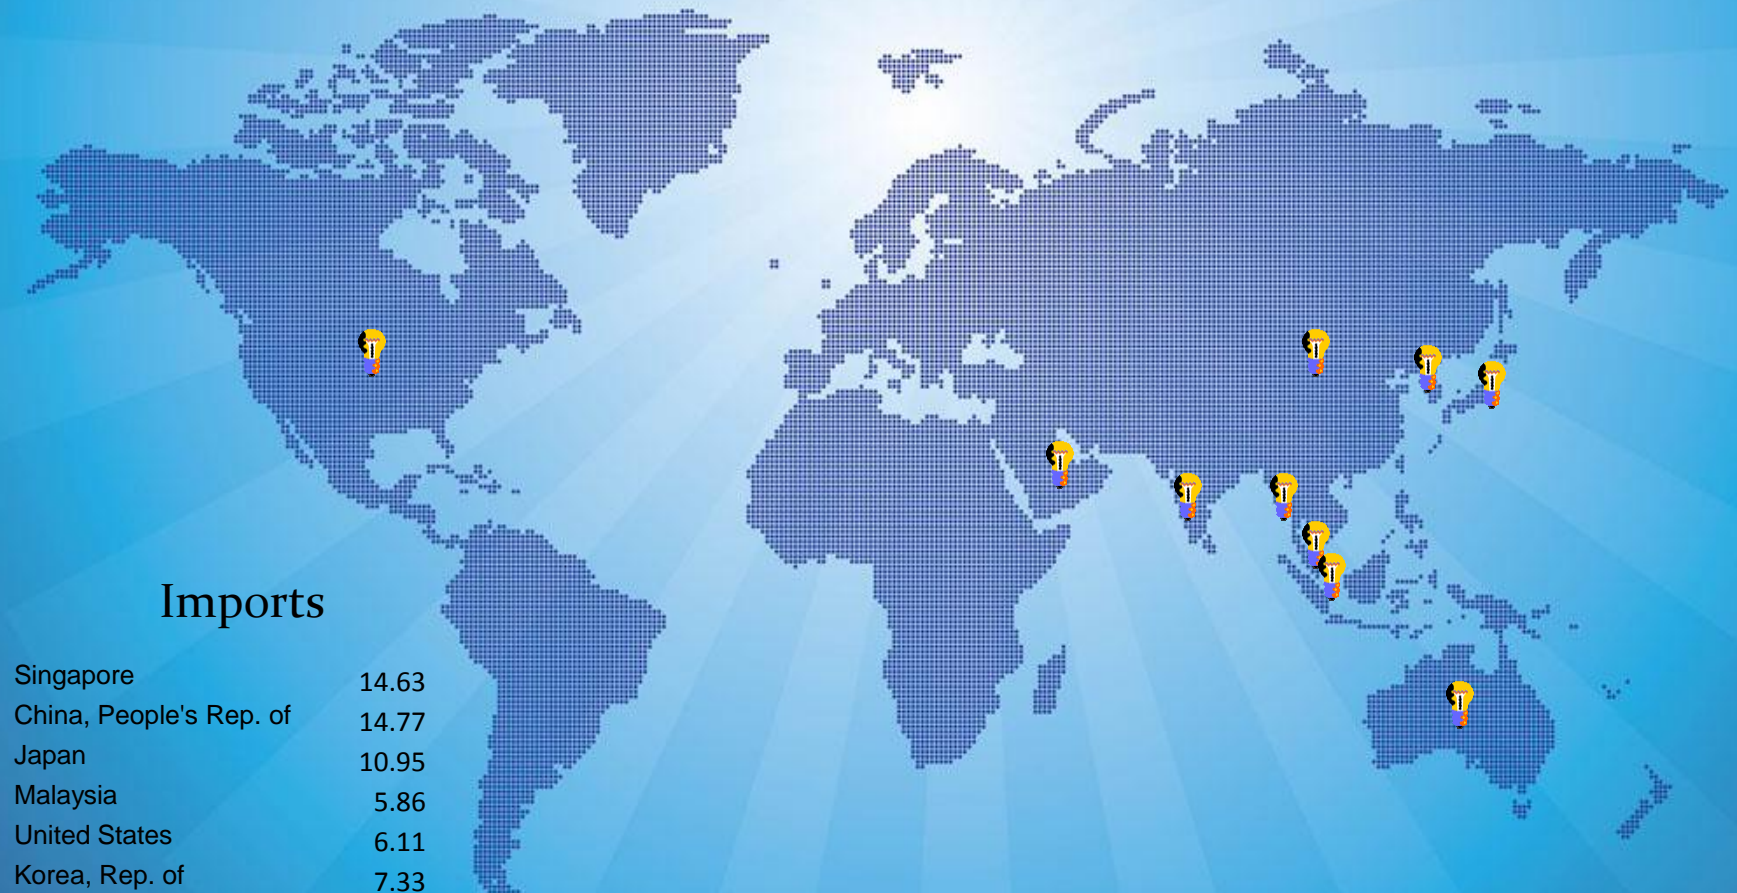 Imports
Singapore 14.63
China, People's Rep. of 14.77
Japan 10.95
Malaysia 5.86
United States 6.11
Korea, Rep. of 7.33